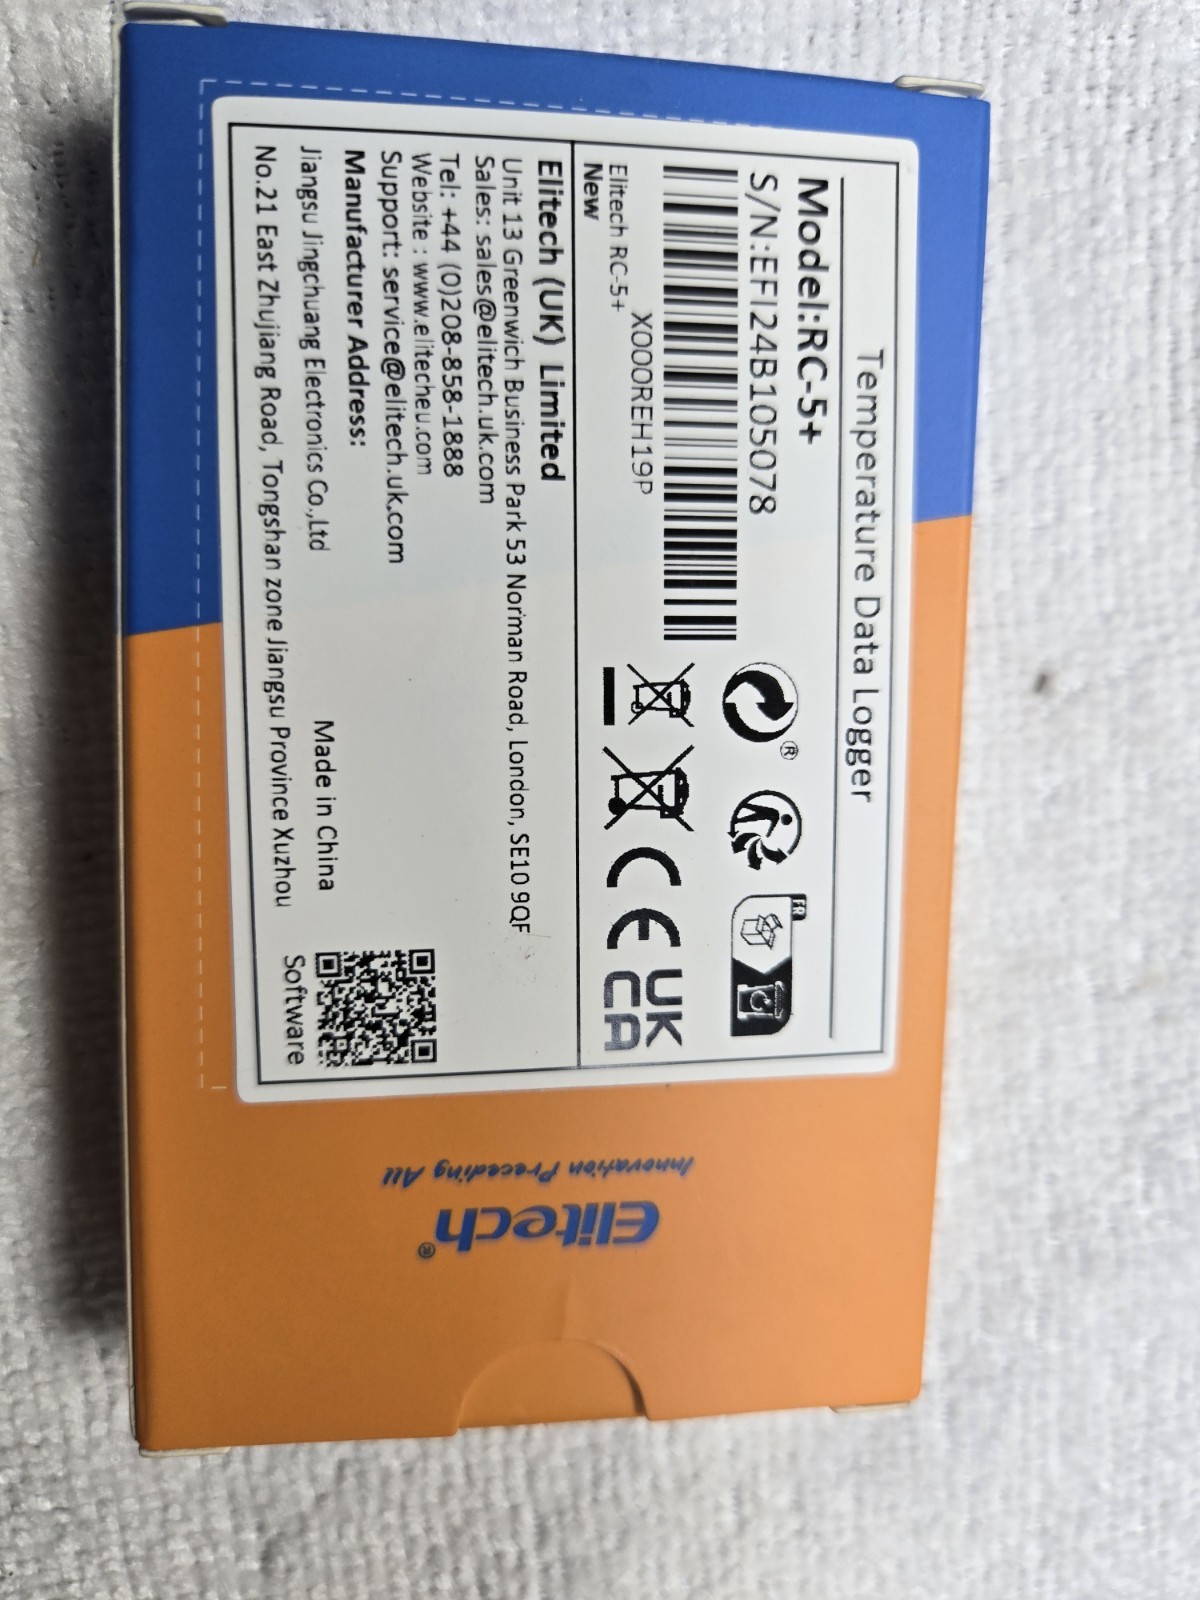 Temperature Data Logger
Model:RC-5+
S/N:EFI24B105078
X000REH19P
Elitech RC-5+
New
®
FR
CE
UK
CA
Elitech (UK) Limited
Unit 13 Greenwich Business Park 53 Norman Road, London, SE10 9QF
Sales: sales@elitech.uk.com
Tel: +44 (0)208-858-1888
Website : www.elitecheu.com
Support: service@elitech.uk.com
Manufacturer Address:
Jiangsu Jingchuang Electronics Co.,Ltd
Made in China
No.21 East Zhujiang Road, Tongshan zone Jiangsu Province Xuzhou
Software
Elitech®
Innovation Preceding All